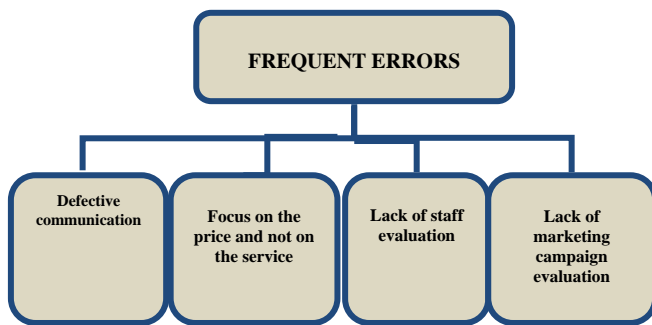 FREQUENT ERRORS
Defective
communication
Focus on the
price and not on
the service
Lack of staff
evaluation
Lack of
marketing
campaign
evaluation